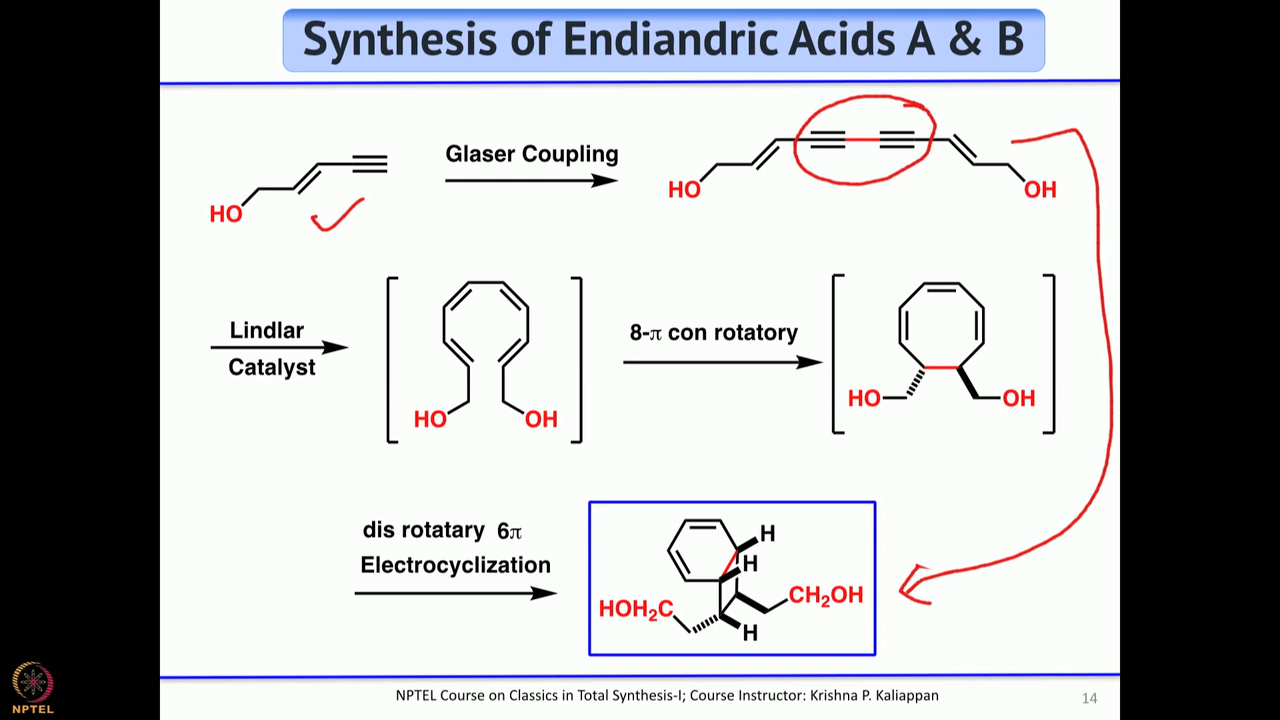 Synthesis of Endiandric Acids A & B
HO
Glaser Coupling
HO
OH
Lindlar
Catalyst
HO
OH
8-π con rotatory
HO
OH
dis rotatary 6π
Electrocyclization
H
H
HOH₂C
CH₂OH
H
NPTEL
NPTEL Course on Classics in Total Synthesis-I; Course Instructor: Krishna P. Kaliappan
14